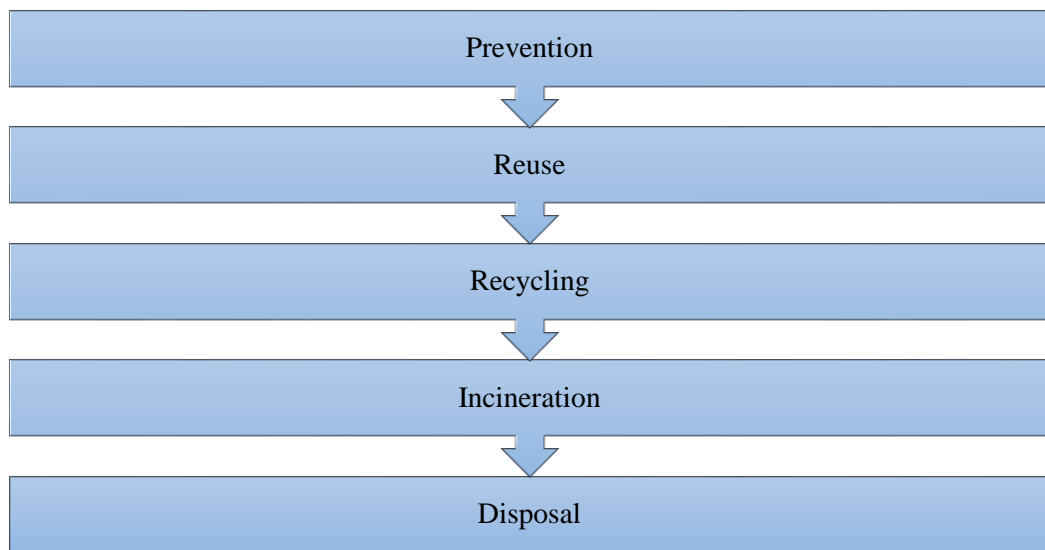 Prevention
Reuse
Recycling
Incineration
Disposal